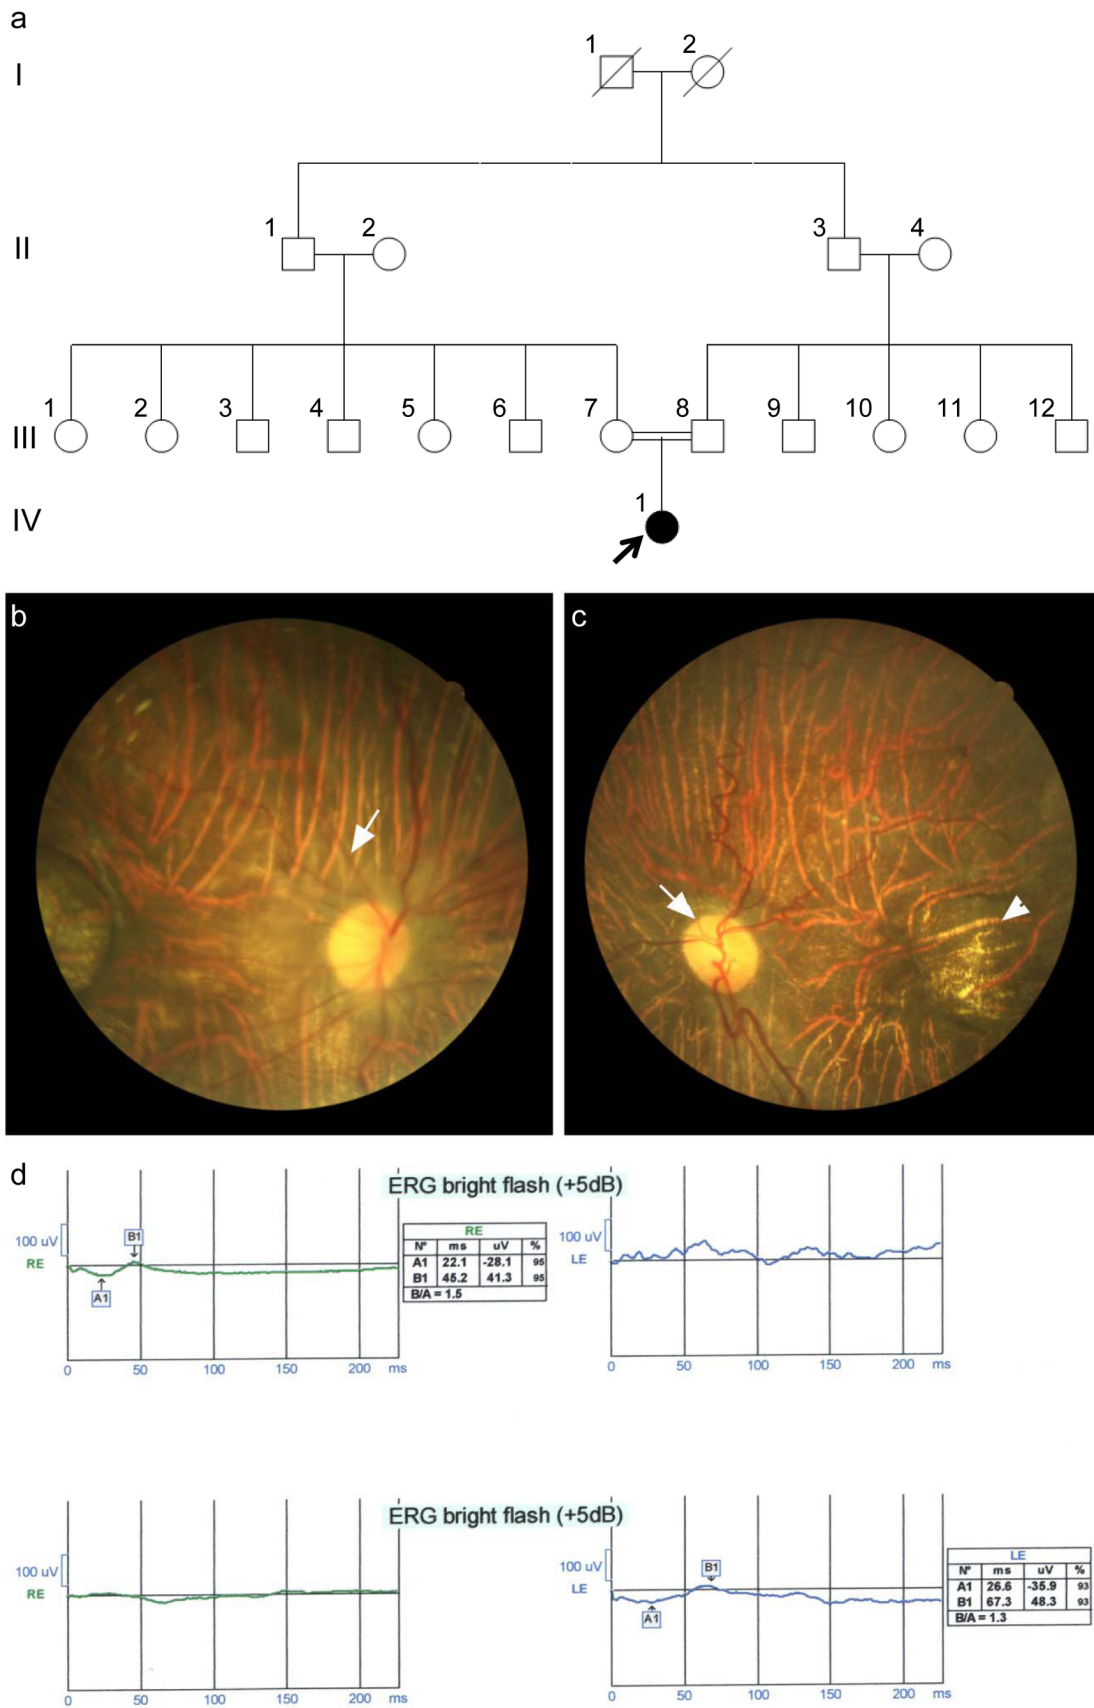 a
I
1 2
II
1 2 3 4
III
1 2 3 4 5 6 7 8 9 10 11 12
IV
1
b c
d
ERG bright flash (+5dB)
100 uV
RE
B1
A1
0 50 100 150 200 ms
RE
N° ms uV %
A1 22.1 -28.1 95
B1 45.2 41.3 95
B/A = 1.5
100 uV
LE
0 50 100 150 200 ms
ERG bright flash (+5dB)
100 uV
RE
0 50 100 150 200 ms
100 uV
LE
B1
A1
0 50 100 150 200 ms
LE
N° ms uV %
A1 26.6 -35.9 93
B1 67.3 48.3 93
B/A = 1.3